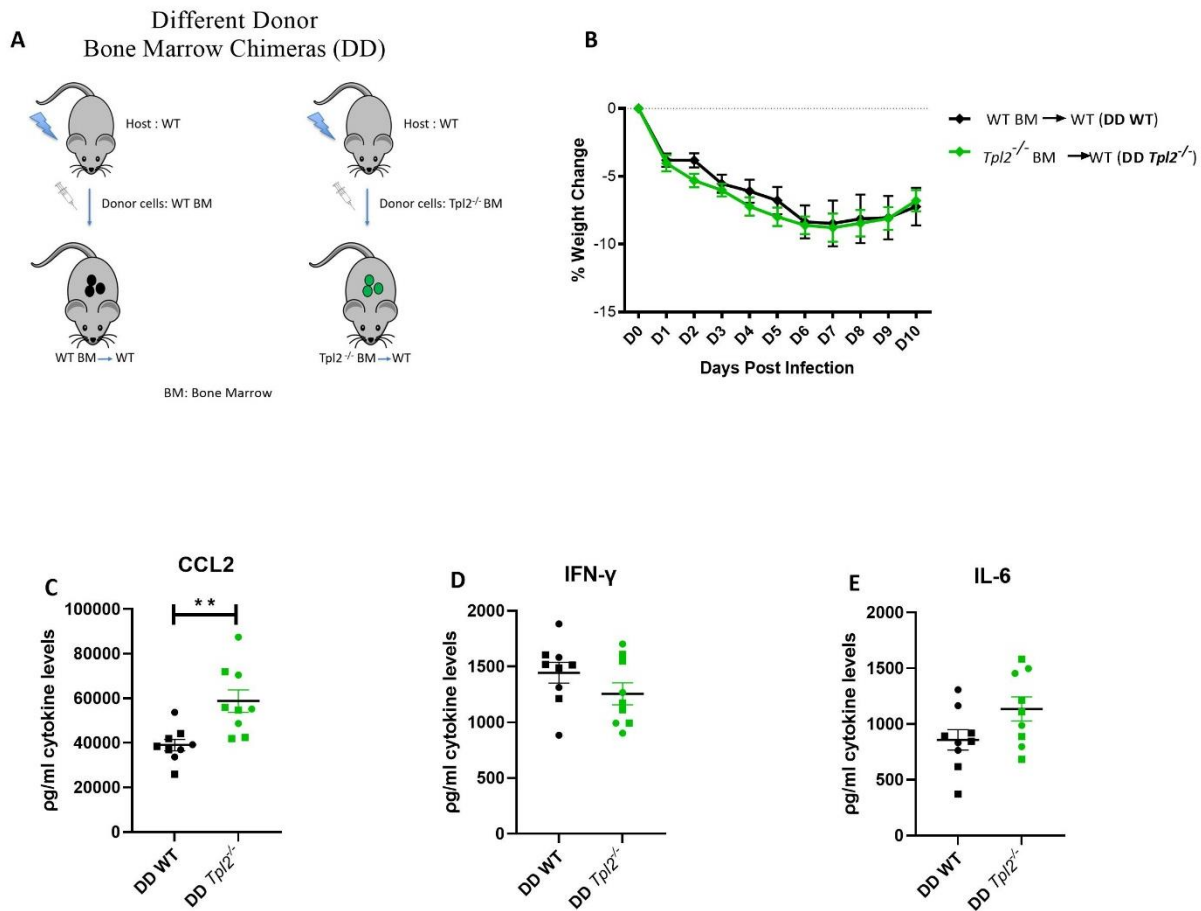 A
Different Donor
Bone Marrow Chimeras (DD)
Host : WT
Host : WT
Donor cells: WT BM
Donor cells: Tpl2-/- BM
WT BM → WT
Tpl2 -/- BM → WT
BM: Bone Marrow
B
% Weight Change
0
-5
-10
-15
D0 D1 D2 D3 D4 D5 D6 D7 D8 D9 D10
Days Post Infection
WT BM → WT (DD WT)
Tpl2-/- BM → WT (DD Tpl2-/-)
C
CCL2
ρg/ml cytokine levels
100000
80000
60000
40000
20000
0
**
DD WT
DD Tpl2-/-
D
IFN-γ
ρg/ml cytokine levels
2000
1500
1000
500
0
DD WT
DD Tpl2-/-
E
IL-6
ρg/ml cytokine levels
2000
1500
1000
500
0
DD WT
DD Tpl2-/-